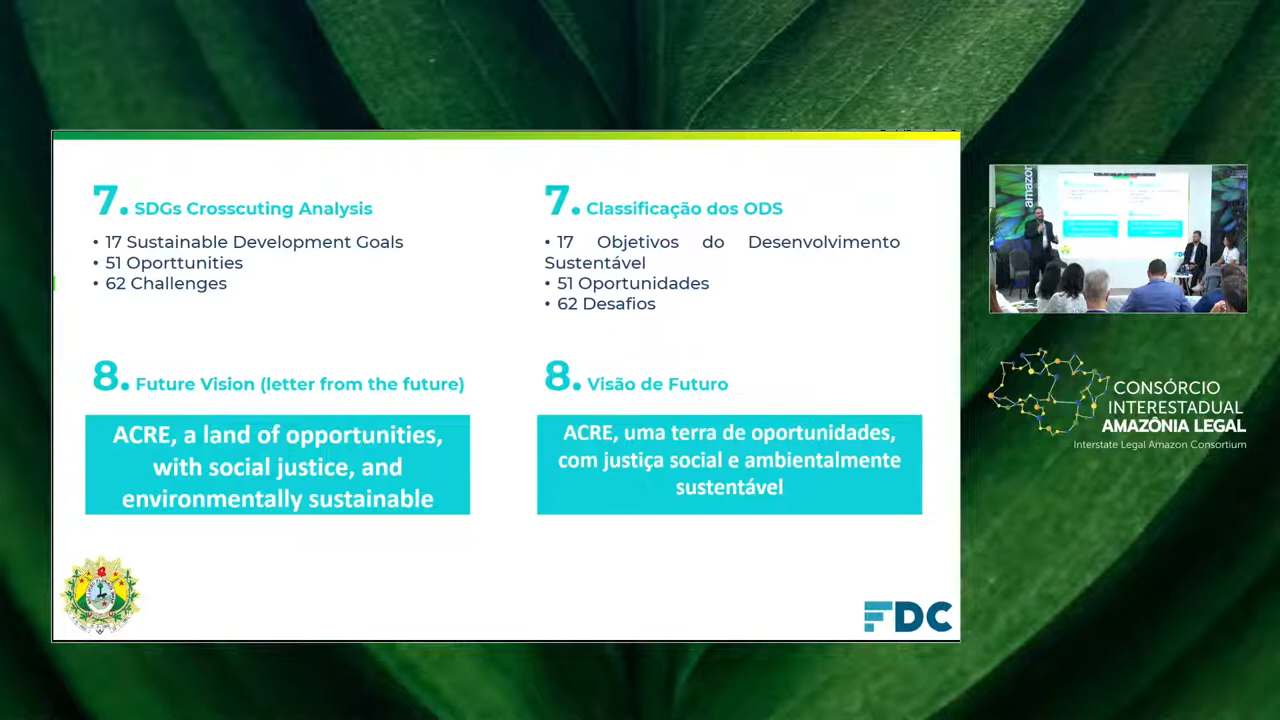 7. SDGs Crosscuting Analysis
• 17 Sustainable Development Goals
• 51 Oporttunities
• 62 Challenges
8. Future Vision (letter from the future)
ACRE, a land of opportunities,
with social justice, and
environmentally sustainable
7. Classificação dos ODS
• 17 Objetivos do Desenvolvimento
Sustentável
• 51 Oportunidades
• 62 Desafios
8. Visão de Futuro
ACRE, uma terra de oportunidades,
com justiça social e ambientalmente
sustentável
FDC
amazon
CONSÓRCIO
INTERESTADUAL
AMAZÔNIA LEGAL
Interstate Legal Amazon Consortium